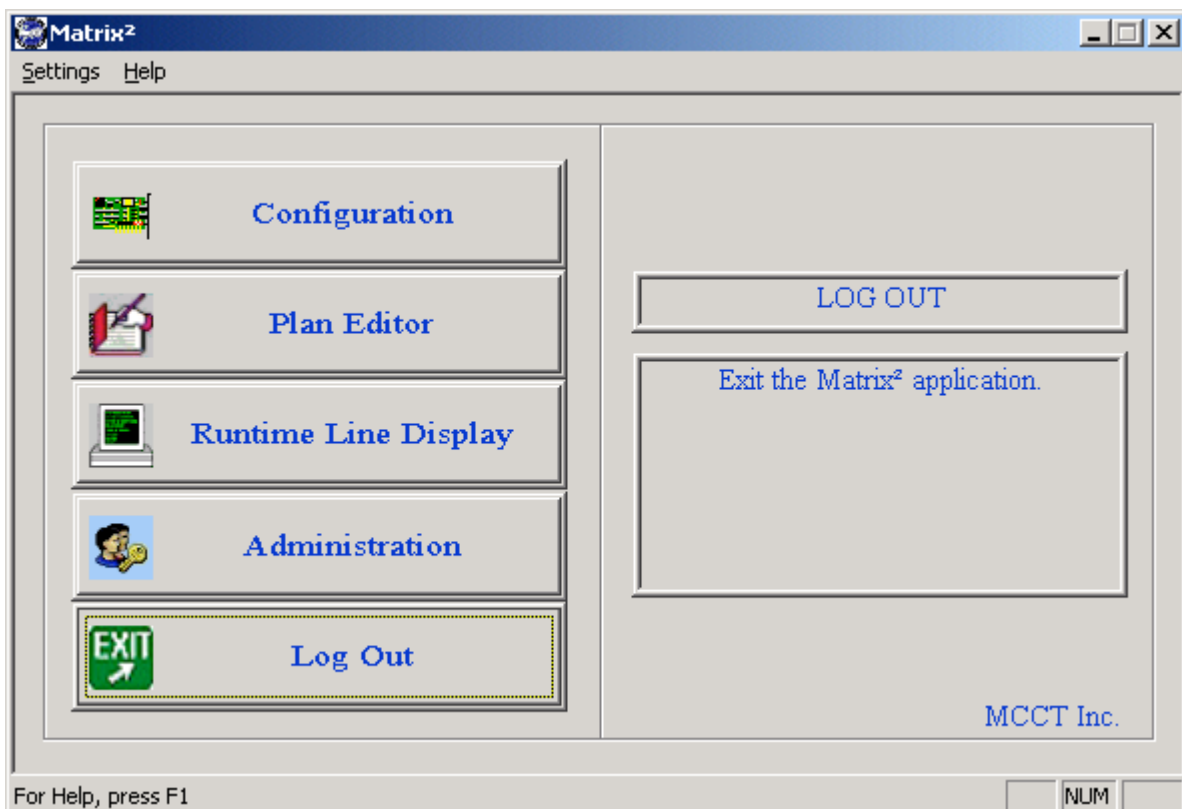 Matrix²
Settings Help
Configuration
Plan Editor
Runtime Line Display
Administration
EXIT
Log Out
LOG OUT
Exit the Matrix² application.
MCCT Inc.
For Help, press F1
NUM